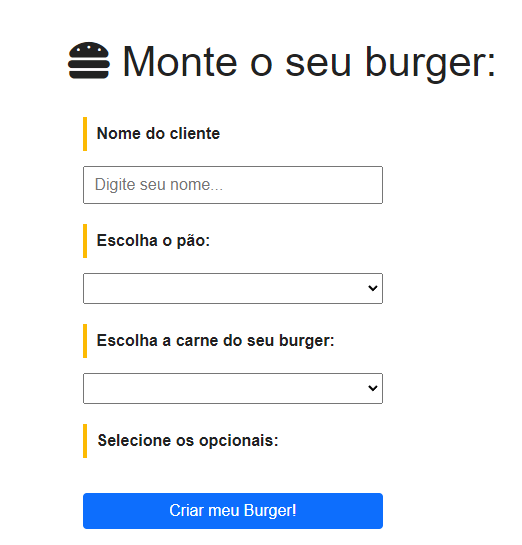 Monte o seu burger:
Nome do cliente
Digite seu nome...
Escolha o pão:
Escolha a carne do seu burger:
Selecione os opcionais:
Criar meu Burger!